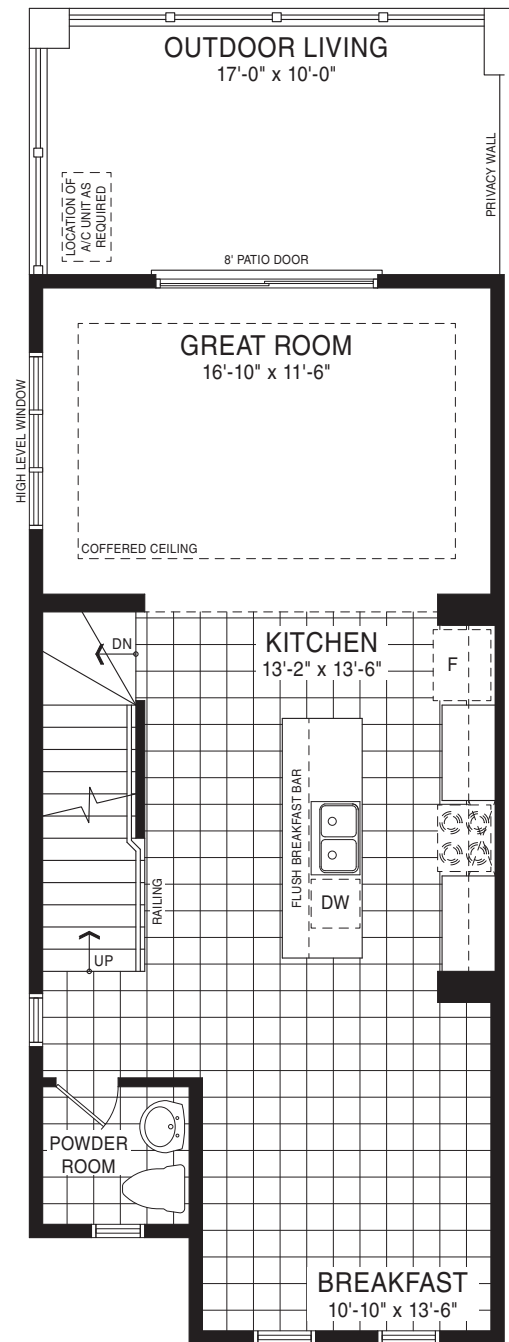 OUTDOOR LIVING
17'-0" x 10'-0"
LOCATION OF
A/C UNIT AS
REQUIRED
PRIVACY WALL
8' PATIO DOOR
GREAT ROOM
16'-10" x 11'-6"
HIGH LEVEL WINDOW
COFFERED CEILING
DN
KITCHEN
13'-2" x 13'-6"
F
FLUSH BREAKFAST BAR
DW
RAILING
UP
POWDER
ROOM
BREAKFAST
10'-10" x 13'-6"